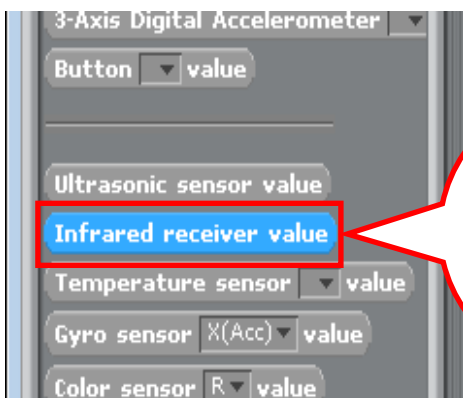 3-Axis Digital Accelerometer
Button value
Ultrasonic sensor value
Infrared receiver value
Temperature sensor value
Gyro sensor X(Acc) value
Color sensor R value